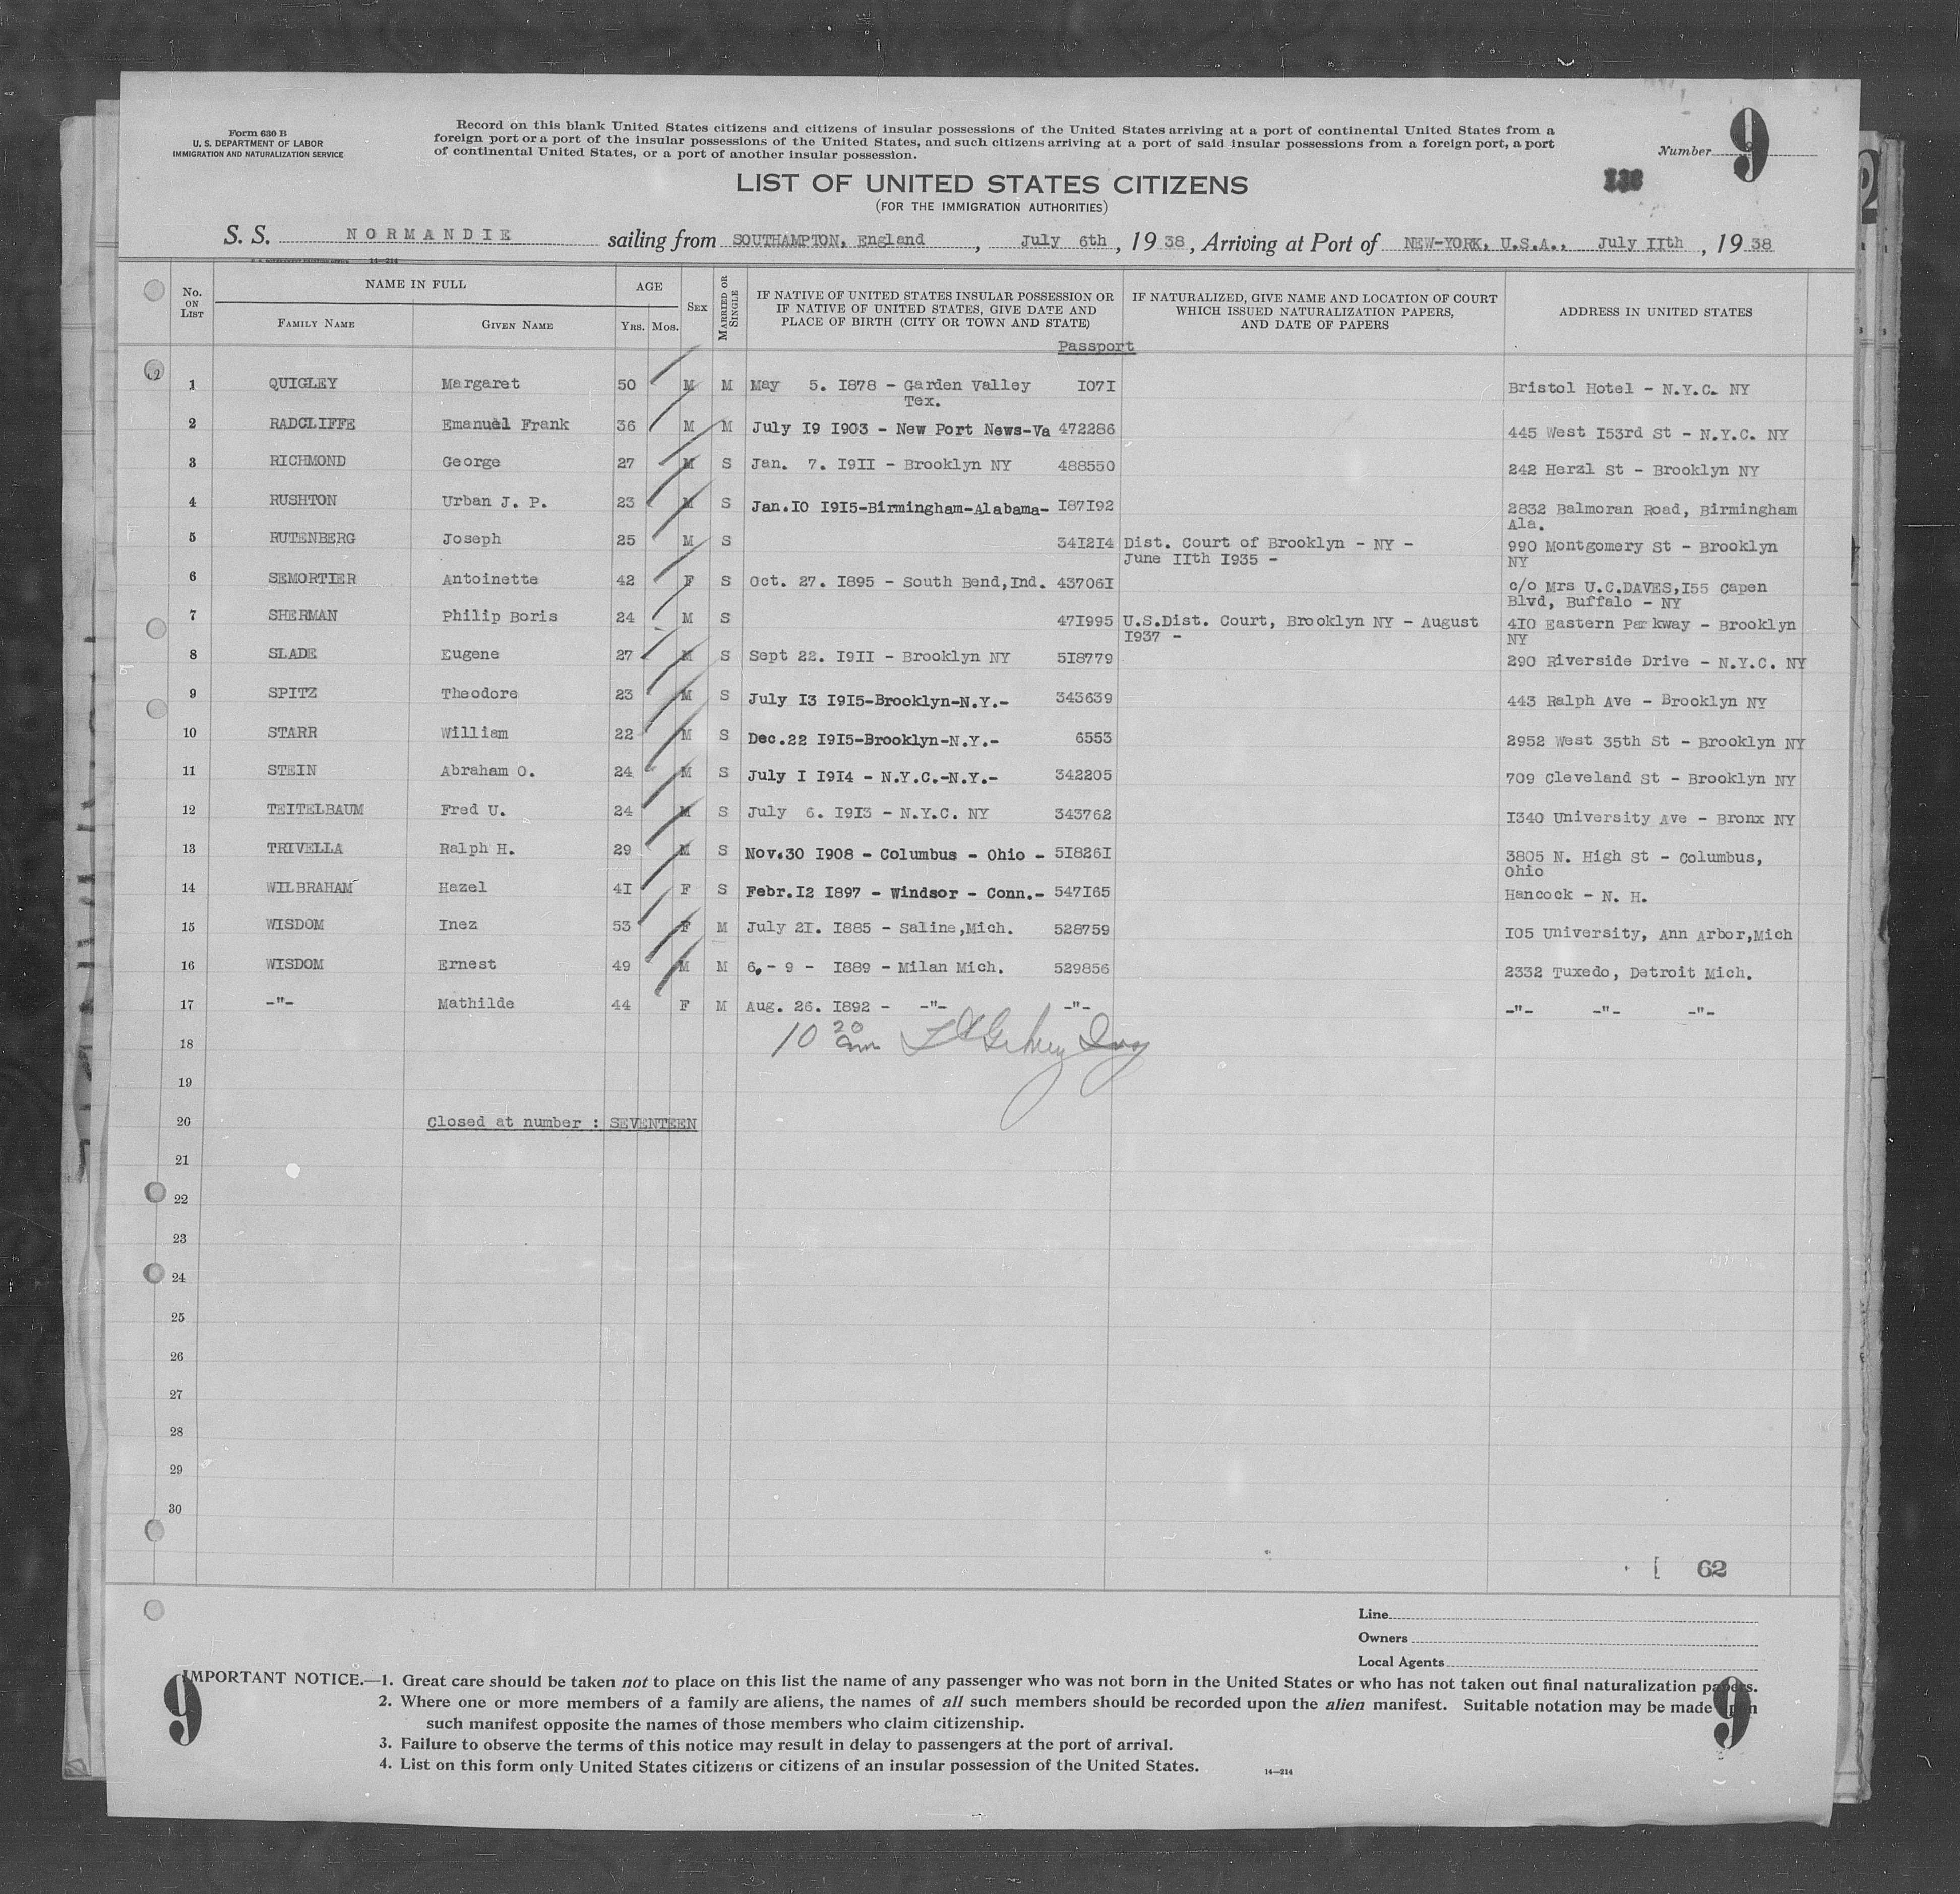 Form 630 B
U. S. DEPARTMENT OF LABOR
IMMIGRATION AND NATURALIZATION SERVICE
Record on this blank United States citizens and citizens of insular possessions of the United States arriving at a port of continental United States from a
foreign port or a port of the insular possessions of the United States, and such citizens arriving at a port of said insular possessions from a foreign port, a port
of continental United States, or a port of another insular possession.
Number 9
LIST OF UNITED STATES CITIZENS
(FOR THE IMMIGRATION AUTHORITIES)
S. S. NORMANDIE sailing from SOUTHAMPTON, England, July 6th, 1938, Arriving at Port of NEW-YORK, U.S.A., July IIth, 1938
14—214
No. ON LIST
NAME IN FULL
FAMILY NAME
GIVEN NAME
AGE
YRS. MOS.
SEX
MARRIED OR SINGLE
IF NATIVE OF UNITED STATES INSULAR POSSESSION OR
IF NATIVE OF UNITED STATES, GIVE DATE AND
PLACE OF BIRTH (CITY OR TOWN AND STATE)
IF NATURALIZED, GIVE NAME AND LOCATION OF COURT
WHICH ISSUED NATURALIZATION PAPERS,
AND DATE OF PAPERS
ADDRESS IN UNITED STATES
Passport
1 QUIGLEY Margaret 50 M M May 5. I878 - Garden Valley I07I Bristol Hotel - N.Y.C. NY
Tex.
2 RADCLIFFE Emanuel Frank 36 M M July I9 I903 - New Port News-Va 472286 445 West I53rd St - N.Y.C. NY
3 RICHMOND George 27 M S Jan. 7. I9II - Brooklyn NY 488550 242 Herzl St - Brooklyn NY
4 RUSHTON Urban J. P. 23 M S Jan.I0 I9I5-Birmingham-Alabama- I87I92 2832 Balmoran Road, Birmingham
Ala.
5 RUTENBERG Joseph 25 M S 34I2I4 Dist. Court of Brooklyn - NY - 990 Montgomery St - Brooklyn
June IIth I935 - NY
6 SEMORTIER Antoinette 42 F S Oct. 27. I895 - South Bend,Ind. 43706I c/o Mrs U.C.DAVES,I55 Capen
Blvd, Buffalo - NY
7 SHERMAN Philip Boris 24 M S 47I995 U.S.Dist. Court, Brooklyn NY - August 4I0 Eastern Parkway - Brooklyn
I937 - NY
8 SLADE Eugene 27 M S Sept 22. I9II - Brooklyn NY 5I8779 290 Riverside Drive - N.Y.C. NY
9 SPITZ Theodore 23 M S July I3 I9I5-Brooklyn-N.Y.- 343639 443 Ralph Ave - Brooklyn NY
10 STARR William 22 M S Dec.22 I9I5-Brooklyn-N.Y.- 6553 2952 West 35th St - Brooklyn NY
11 STEIN Abraham O. 24 M S July I I9I4 - N.Y.C.-N.Y.- 342205 709 Cleveland St - Brooklyn NY
12 TEITELBAUM Fred U. 24 M S July 6. I9I3 - N.Y.C. NY 343762 I340 University Ave - Bronx NY
13 TRIVELLA Ralph H. 29 M S Nov.30 I908 - Columbus - Ohio - 5I826I 3805 N. High St - Columbus,
Ohio
14 WILBRAHAM Hazel 4I F S Febr.I2 I897 - Windsor - Conn.- 547I65 Hancock - N. H.
15 WISDOM Inez 53 F M July 2I. I885 - Saline,Mich. 528759 I05 University, Ann Arbor,Mich
16 WISDOM Ernest 49 M M 6.- 9 - I889 - Milan Mich. 529856 2332 Tuxedo, Detroit Mich.
17 -"- Mathilde 44 F M Aug. 26. I892 - -"- -"- -"- -"- -"-
10 20 am
18
19
20 Closed at number : SEVENTEEN
21
22
23
24
25
26
27
28
29
30
62
Line
Owners
Local Agents
9 9
IMPORTANT NOTICE.—1. Great care should be taken not to place on this list the name of any passenger who was not born in the United States or who has not taken out final naturalization papers.
2. Where one or more members of a family are aliens, the names of all such members should be recorded upon the alien manifest. Suitable notation may be made upon
such manifest opposite the names of those members who claim citizenship.
3. Failure to observe the terms of this notice may result in delay to passengers at the port of arrival.
4. List on this form only United States citizens or citizens of an insular possession of the United States.
14—214